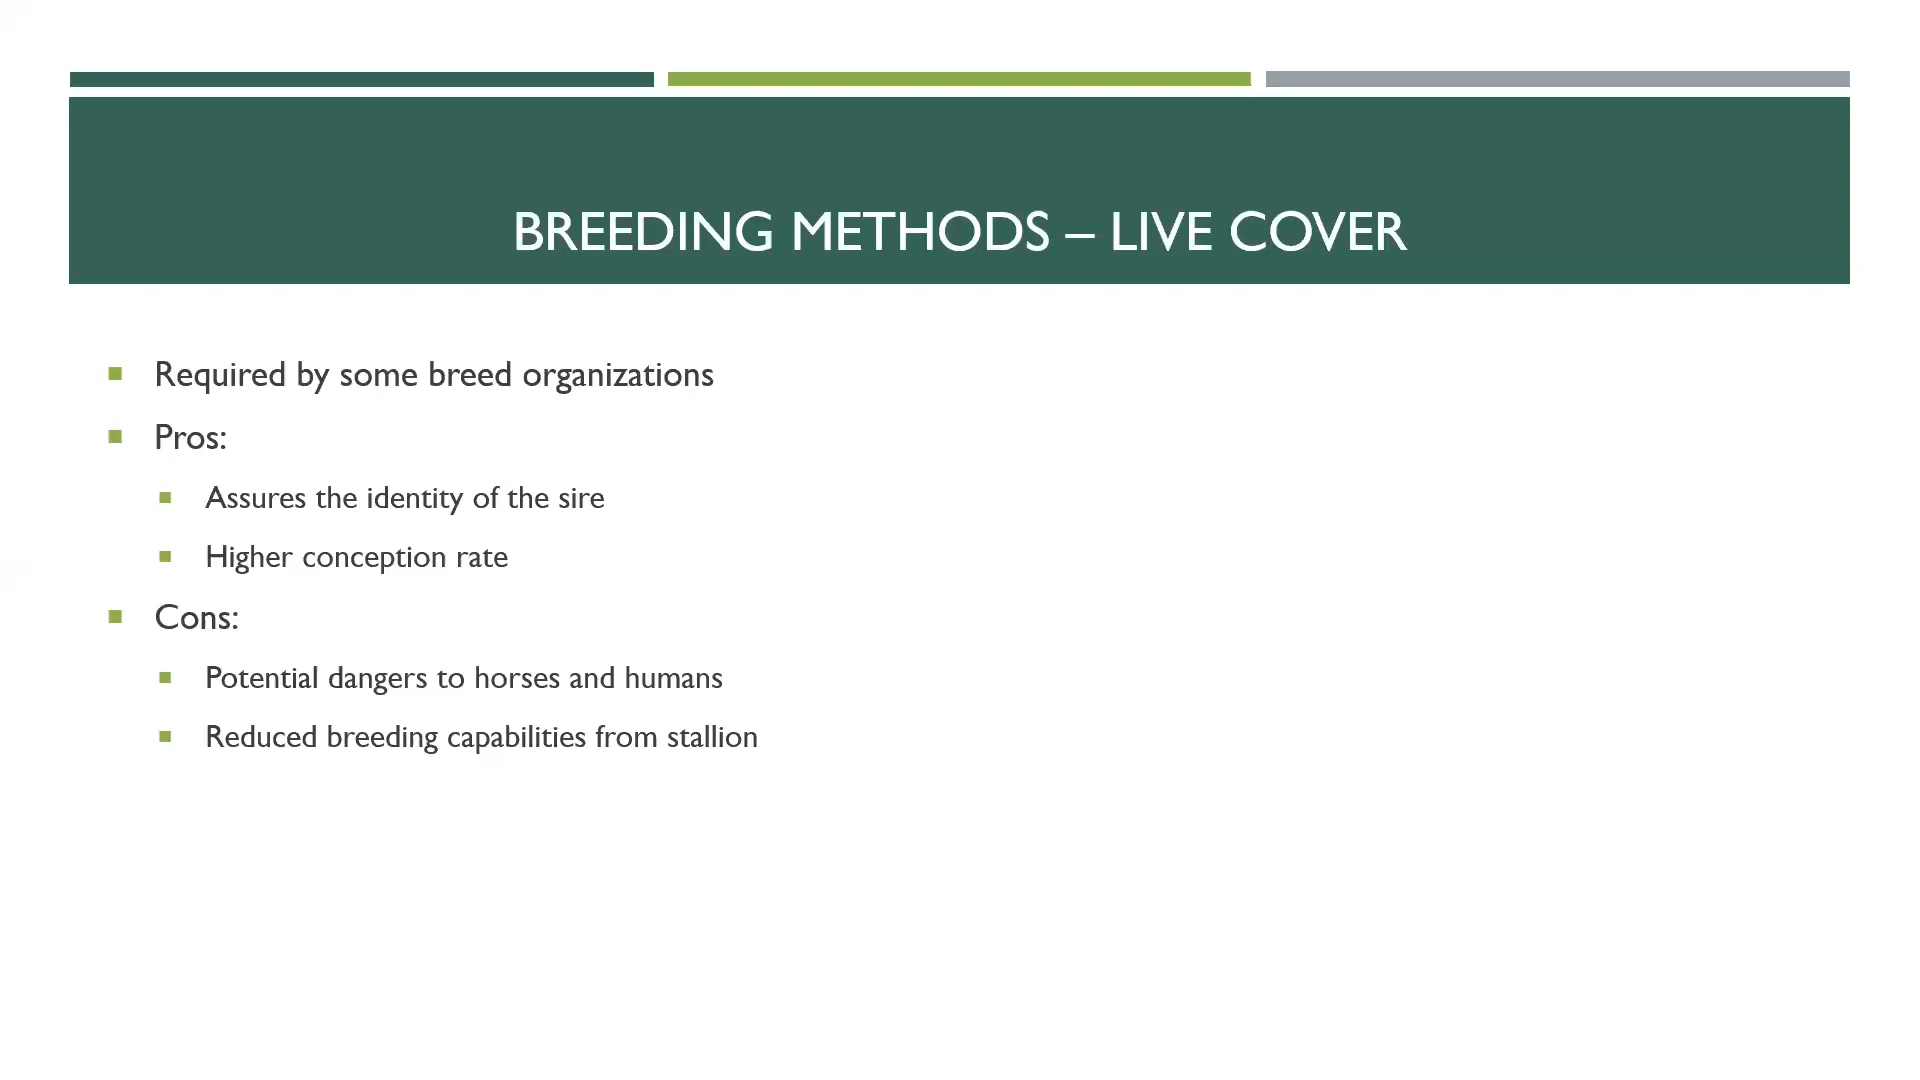 BREEDING METHODS – LIVE COVER
Required by some breed organizations
Pros:
Assures the identity of the sire
Higher conception rate
Cons:
Potential dangers to horses and humans
Reduced breeding capabilities from stallion